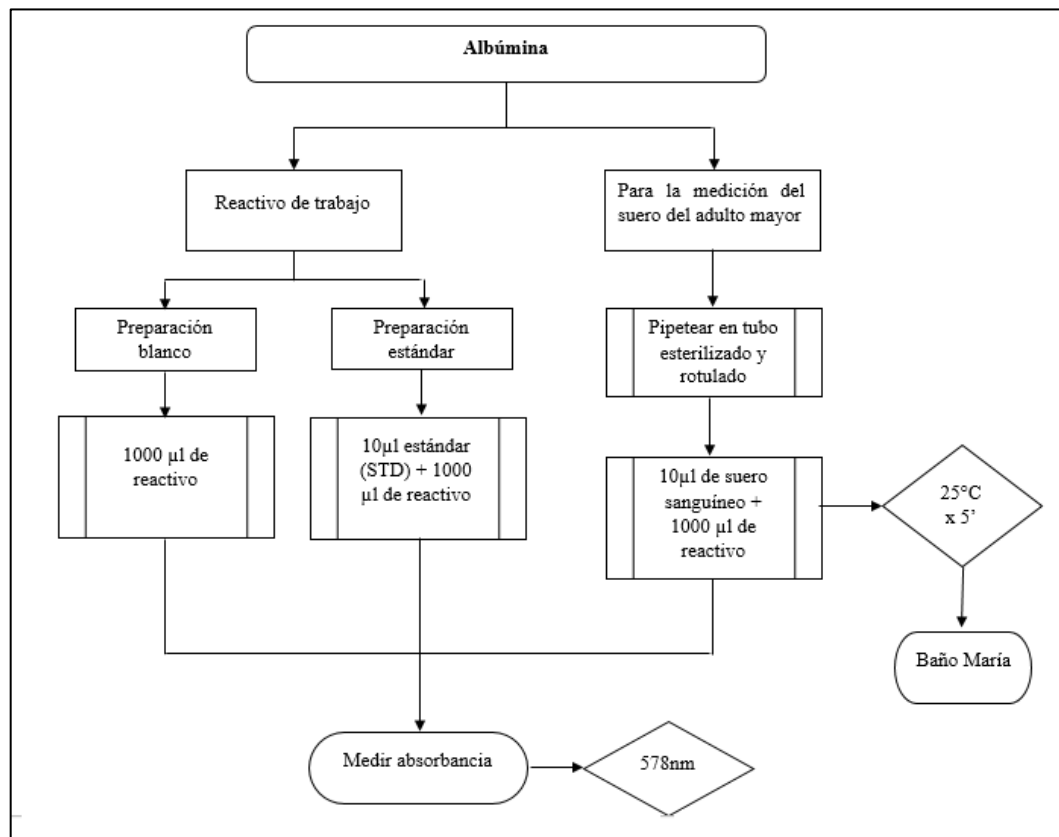 Albúmina
Reactivo de trabajo
Para la medición del
suero del adulto mayor
Preparación
blanco
Preparación
estándar
Pipetear en tubo
esterilizado y
rotulado
1000 µl de
reactivo
10µl estándar
(STD) + 1000
µl de reactivo
10µl de suero
sanguíneo +
1000 µl de
reactivo
25°C
x 5’
Baño María
Medir absorbancia
578nm